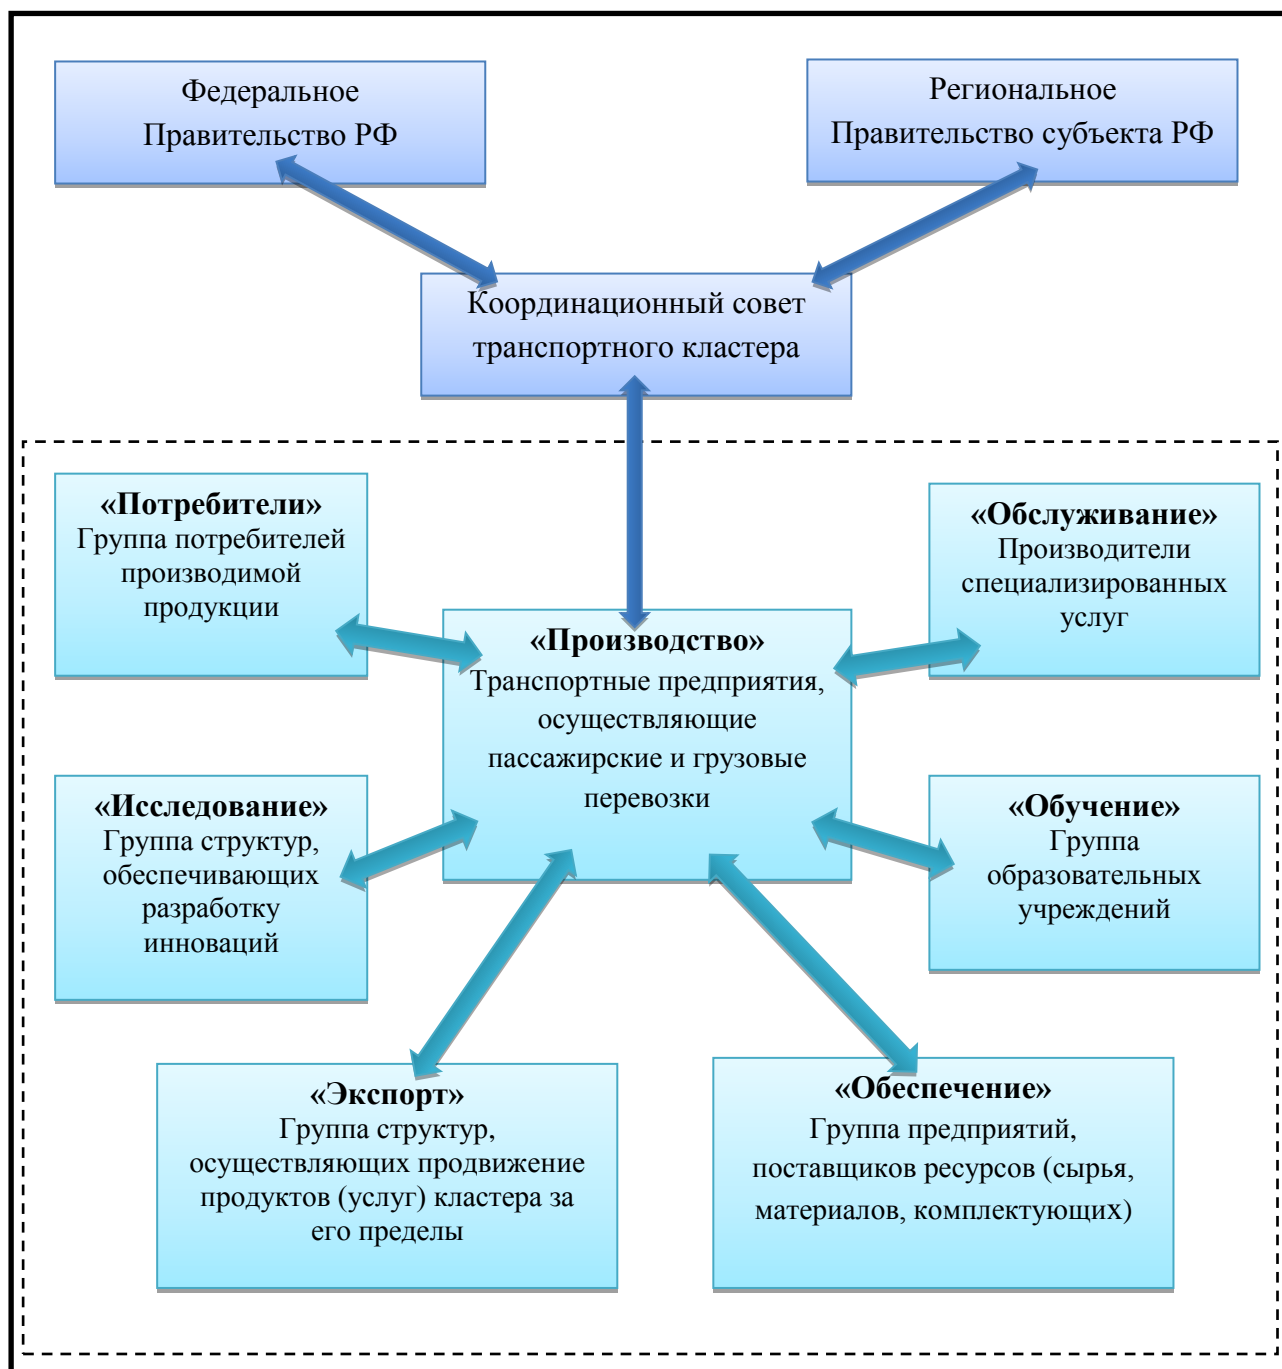 Федеральное
Правительство РФ
Региональное
Правительство субъекта РФ
Координационный совет
транспортного кластера
«Потребители»
Группа потребителей
производимой
продукции
«Обслуживание»
Производители
специализированных
услуг
«Производство»
Транспортные предприятия,
осуществляющие
пассажирские и грузовые
перевозки
«Исследование»
Группа структур,
обеспечивающих
разработку
инноваций
«Обучение»
Группа
образовательных
учреждений
«Экспорт»
Группа структур,
осуществляющих продвижение
продуктов (услуг) кластера за
его пределы
«Обеспечение»
Группа предприятий,
поставщиков ресурсов (сырья,
материалов, комплектующих)